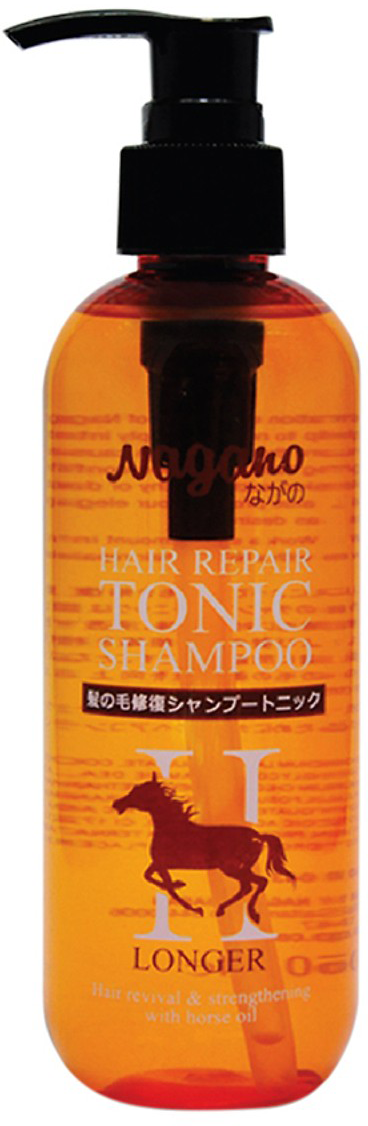 Nagano
ながの
HAIR REPAIR
TONIC
SHAMPOO
髪の毛修復シャンプートニック
H
LONGER
Hair revival & strengthening
with horse oil